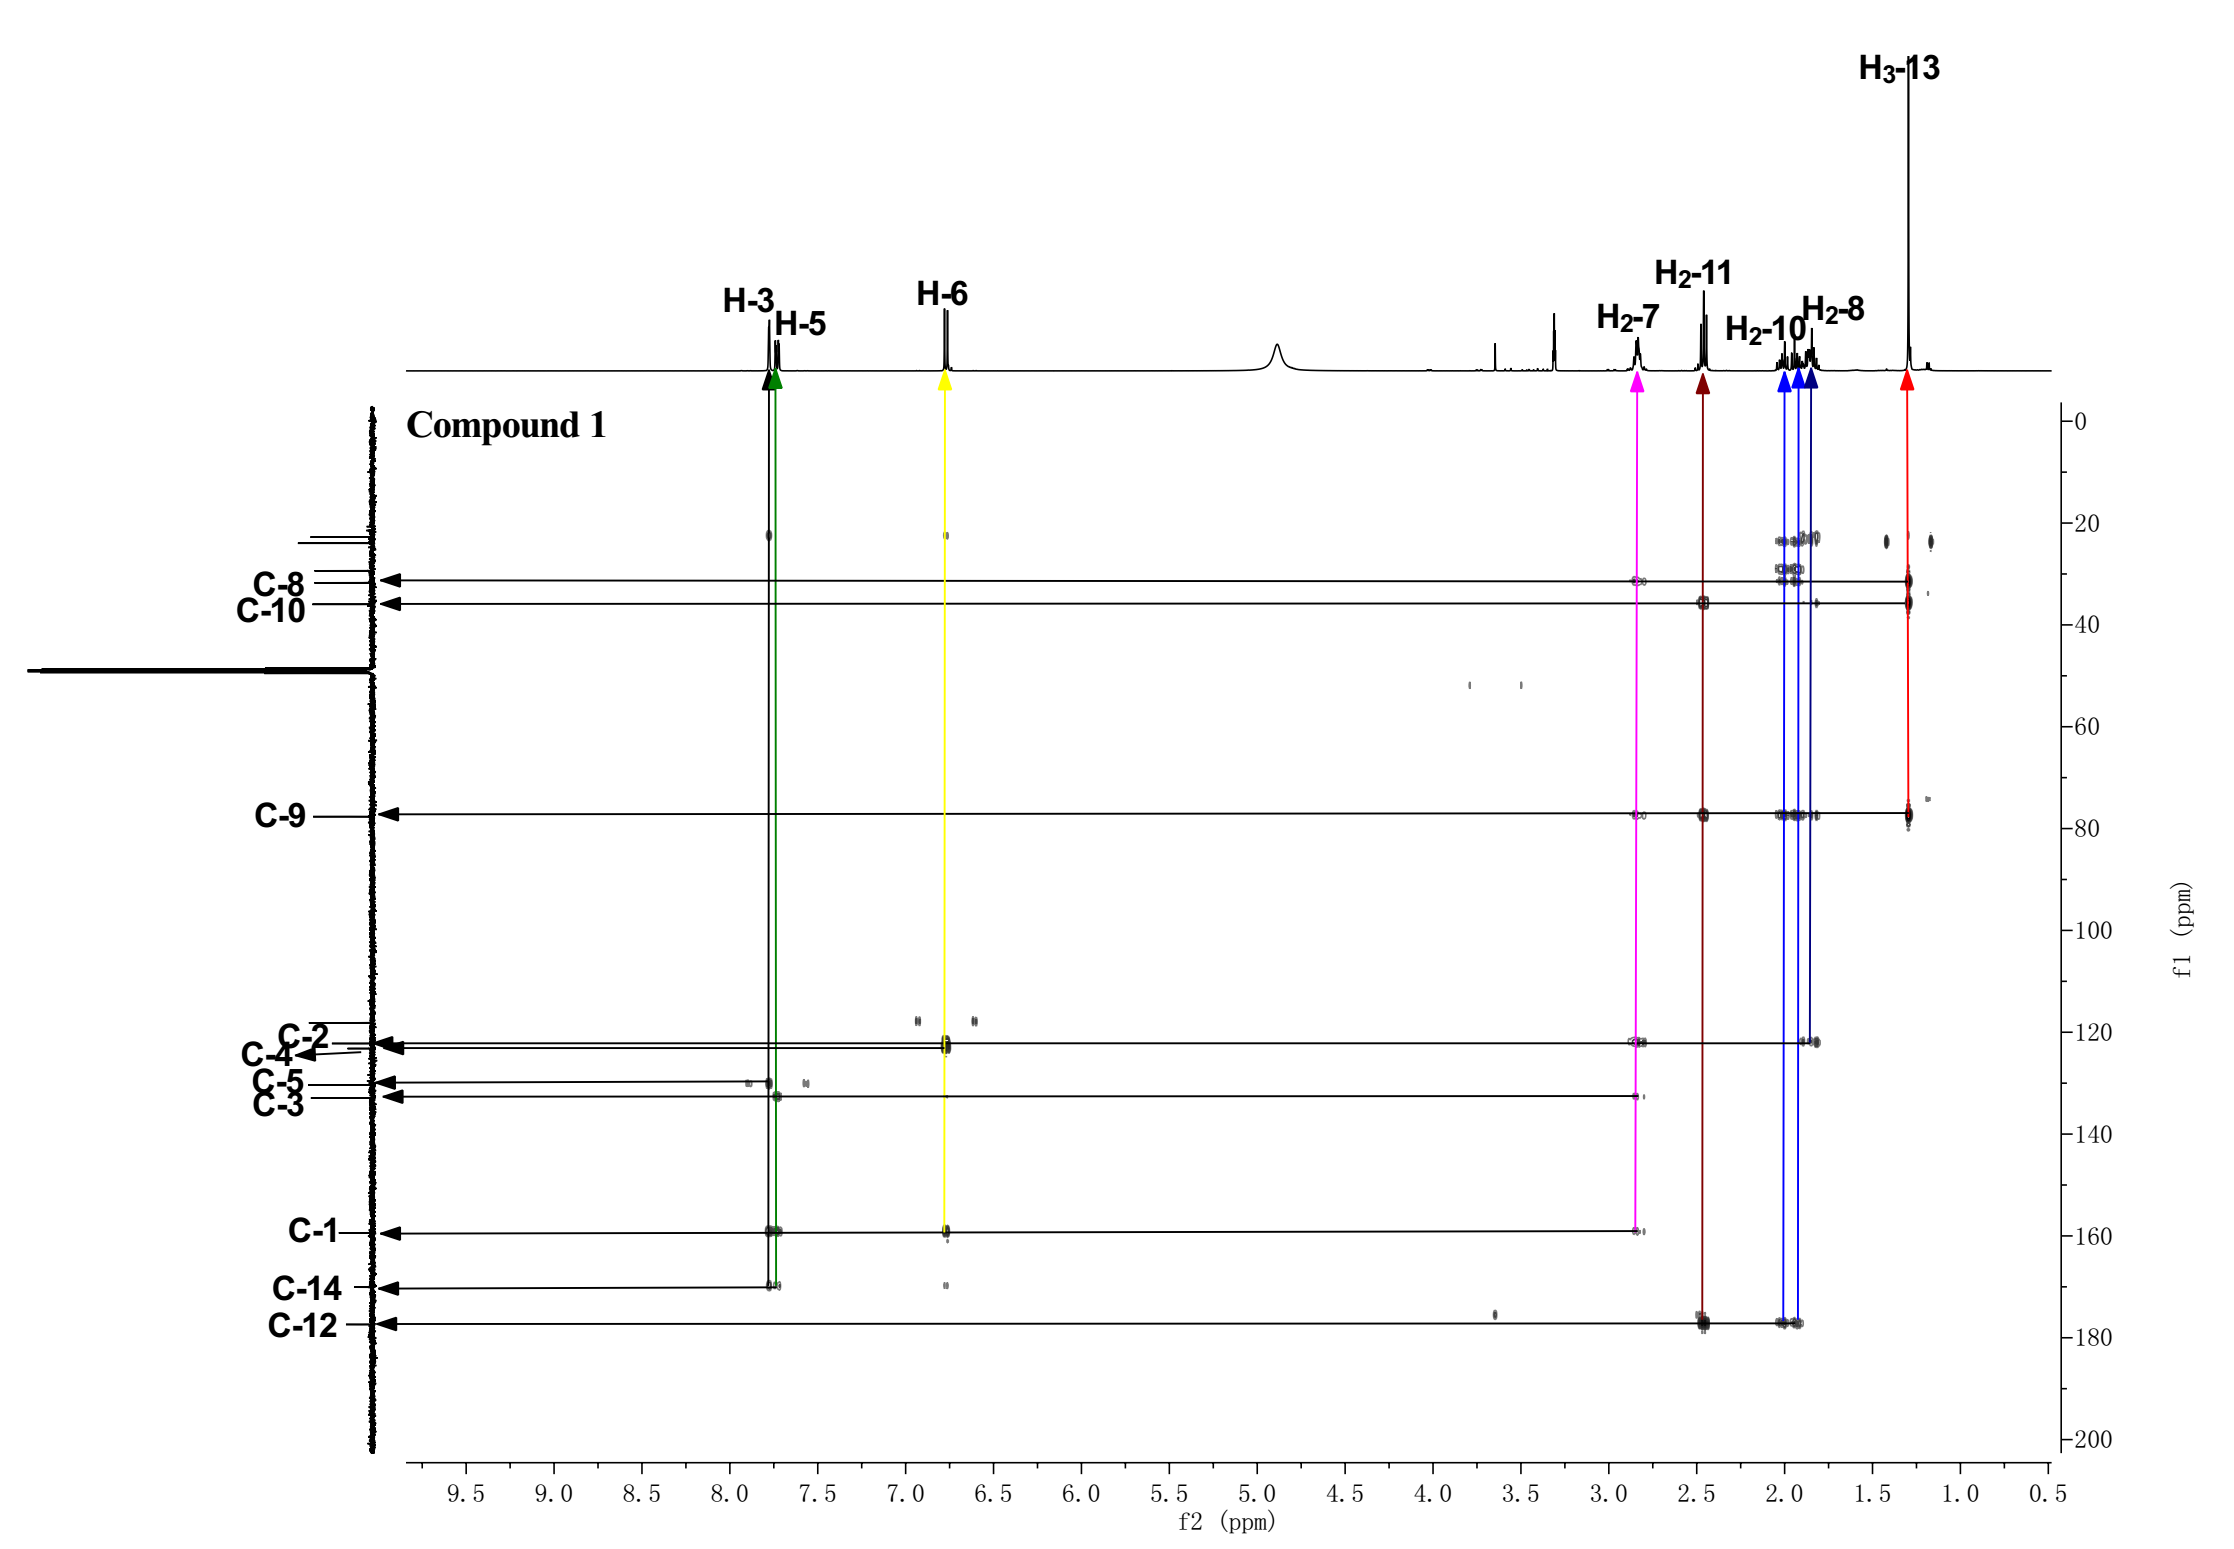 H₃-13
H₂-11
H-3
H-6
H₂-8
H₂-7
H-5
H₂-10
Compound 1
0
20
C-8
C-10
40
60
C-9
80
100
f1 (ppm)
120
C-2
C-4
C-5
C-3
140
C-1
160
C-14
C-12
180
200
9.5 9.0 8.5 8.0 7.5 7.0 6.5 6.0 5.5 5.0 4.5 4.0 3.5 3.0 2.5 2.0 1.5 1.0 0.5
f2 (ppm)